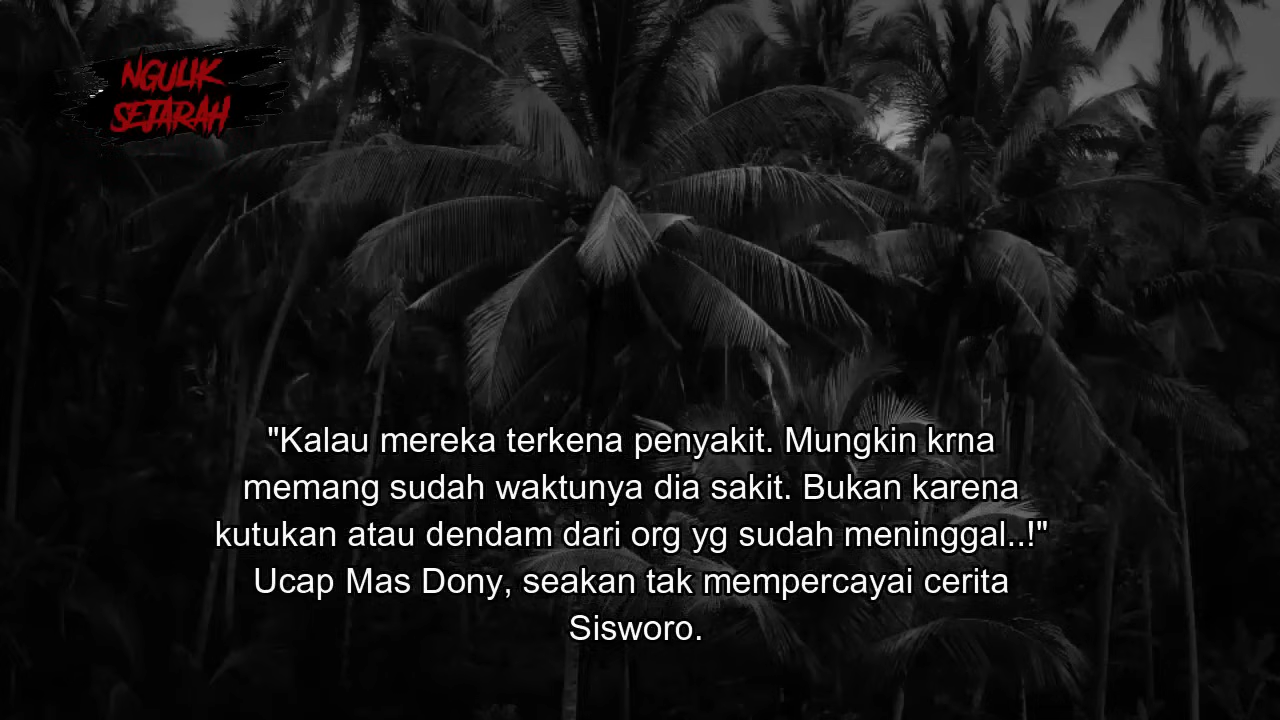 NGULIK
SEJARAH
"Kalau mereka terkena penyakit. Mungkin krna
memang sudah waktunya dia sakit. Bukan karena
kutukan atau dendam dari org yg sudah meninggal..!"
Ucap Mas Dony, seakan tak mempercayai cerita
Sisworo.